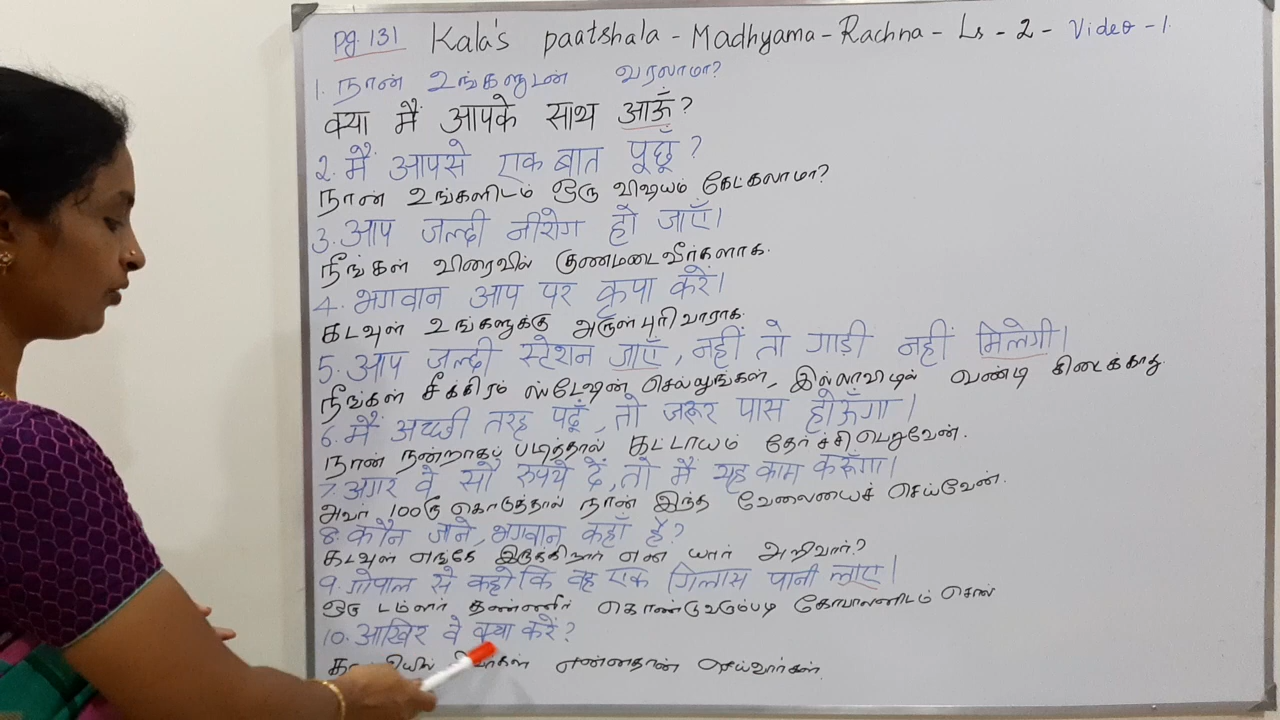 Pg. 131 Kala's paatshala - Madhyama - Rachna - Ls - 2 - Video - 1.
1. நான் உங்களுடன் வரலாமா?
क्या मैं आपके साथ आऊँ?
2. मैं आपसे एक बात पूछूँ?
நான் உங்களிடம் ஒரு விஷயம் கேட்கலாமா?
3. आप जल्दी नीरोग हो जाएँ।
நீங்கள் விரைவில் குணமடைவீர்களாக.
4. भगवान आप पर कृपा करें।
கடவுள் உங்களுக்கு அருள்புரிவாராக.
5. आप जल्दी स्टेशन जाएँ, नहीं तो गाड़ी नहीं मिलेगी।
நீங்கள் சீக்கிரம் ஸ்டேஷன் செல்லுங்கள், இல்லாவிடில் வண்டி கிடைக்காது.
6. मैं अच्छी तरह पढूँ, तो जरूर पास होऊँगा।
நான் நன்றாகப் படித்தால் கட்டாயம் தேர்ச்சி பெறுவேன்.
7. अगर वे सौ रुपये दें, तो मैं यह काम करूँगा।
அவர் 100ரூ கொடுத்தால் நான் இந்த வேலையைச் செய்வேன்.
8. कौन जाने, भगवान कहाँ है?
கடவுள் எங்கே இருக்கிறார் என யார் அறிவார்?
9. गोपाल से कहो कि वह एक गिलास पानी लाए।
ஒரு டம்ளர் தண்ணீர் கொண்டுவரும்படி கோபாலனிடம் சொல்
10. आखिर वे क्या करें?
என்னதான் செய்வார்கள்.